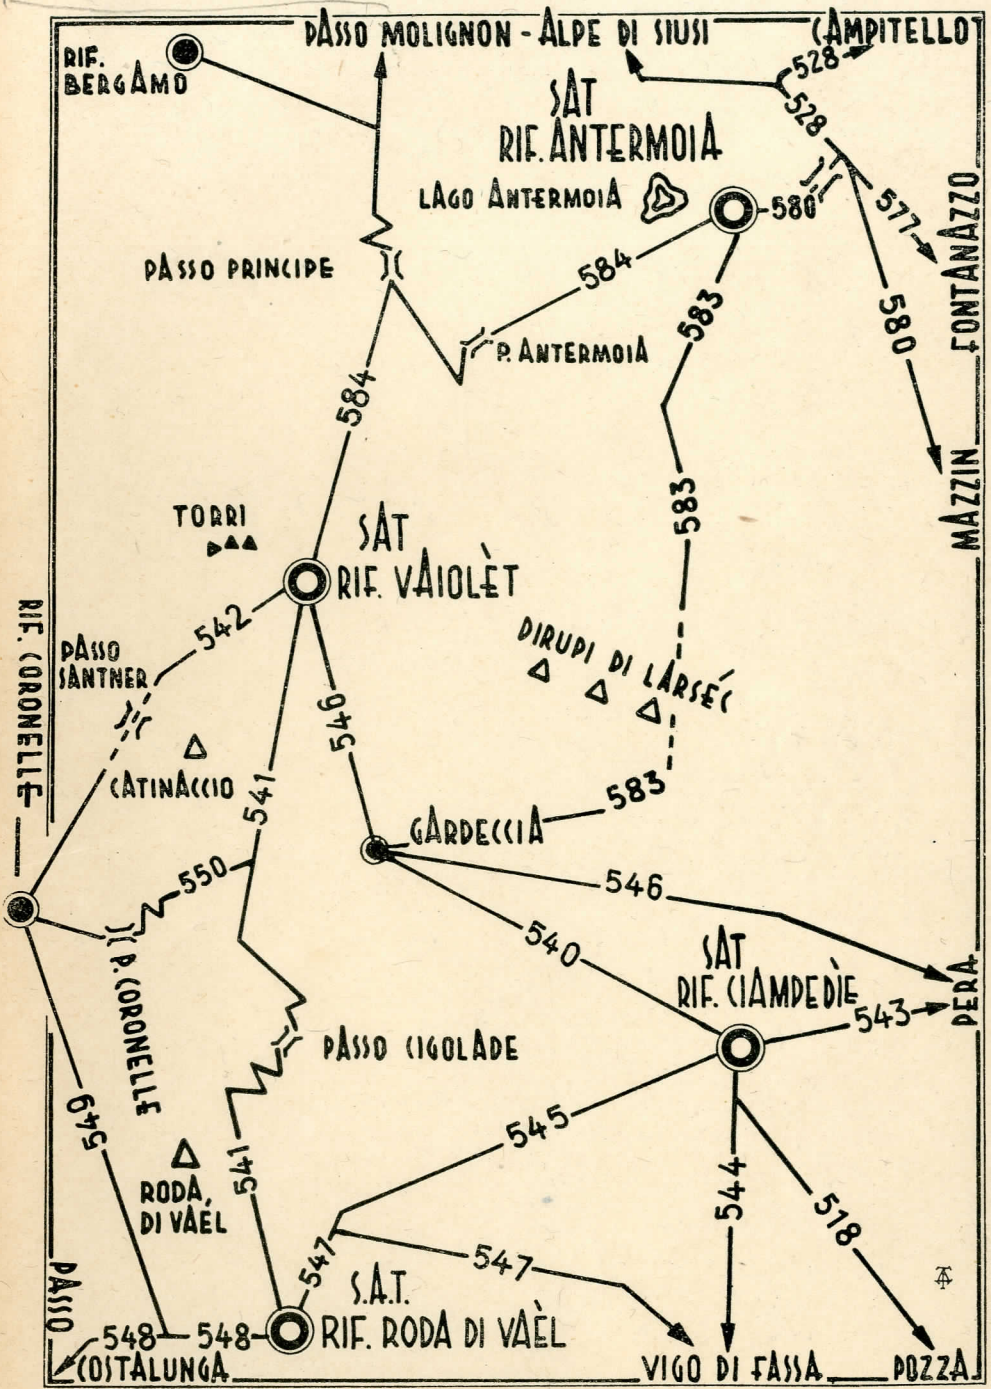 PASSO MOLIGNON - ALPE DI SIUSI
CAMPITELLO
RIF.
BERGAMO
528
528
SAT
RIF. ANTERMOIA
LAGO ANTERMOIA
580
577
FONTANAZZO
PASSO PRINCIPE
584
583
580
P. ANTERMOIA
584
MAZZIN
583
TORRI
SAT
RIF. VAIOLÈT
RIF. CORONELLE
542
PASSO
SANTNER
DIRUPI DI LARSÉC
546
CATINACCIO
541
583
GARDECCIA
550
546
540
P. CORONELLE
SAT
RIF. CIAMPEDÌE
543
PERA
PASSO CIGOLADE
549
545
541
544
518
RODA
DI VAÉL
547
547
S.A.T.
RIF. RODA DI VAÈL
PASSO
COSTALUNGA
548
548
VIGO DI FASSA
POZZA